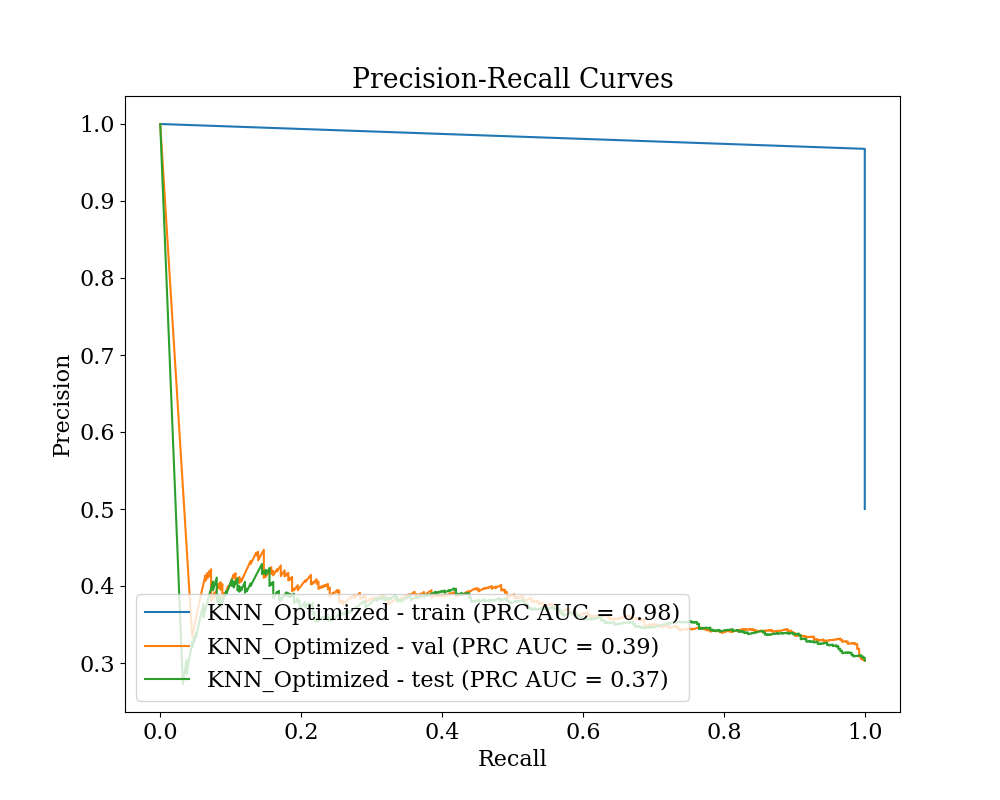 Precision-Recall Curves
1.0
0.9
0.8
0.7
0.6
0.5
0.4
0.3
Precision
KNN_Optimized - train (PRC AUC = 0.98)
KNN_Optimized - val (PRC AUC = 0.39)
KNN_Optimized - test (PRC AUC = 0.37)
0.0 0.2 0.4 0.6 0.8 1.0
Recall